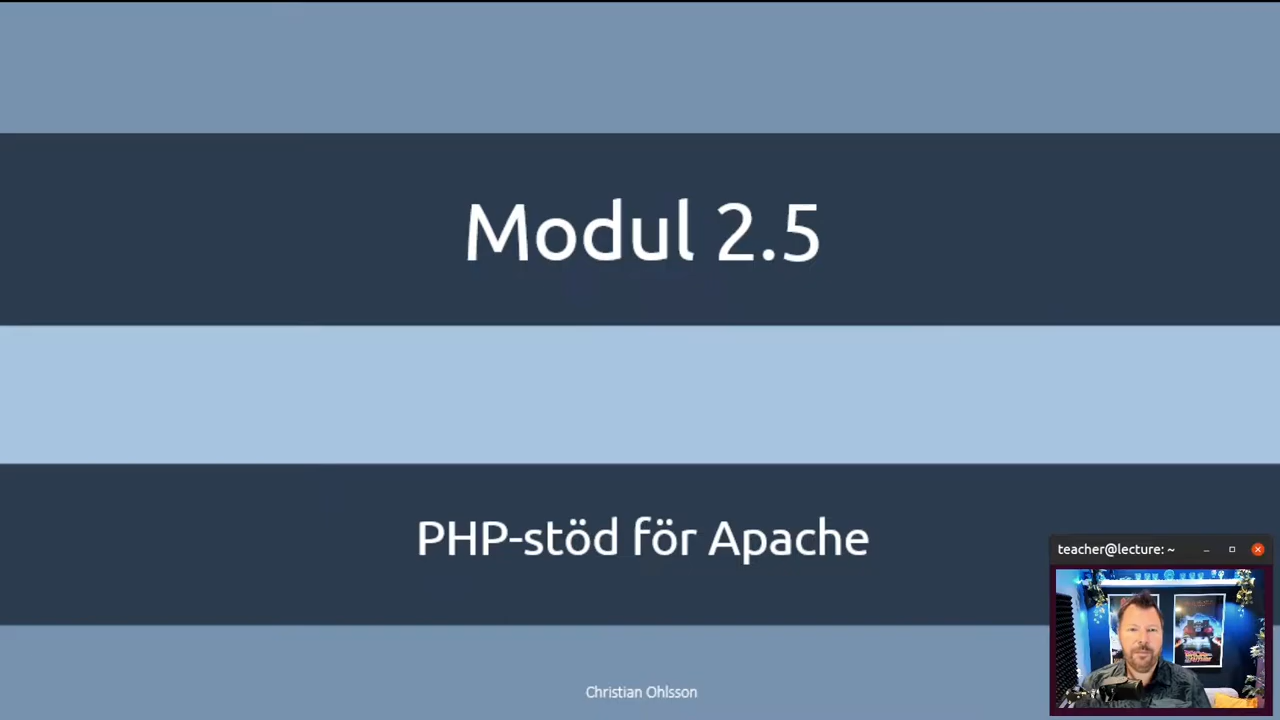 Modul 2.5
PHP-stöd för Apache
teacher@lecture: ~
Christian Ohlsson